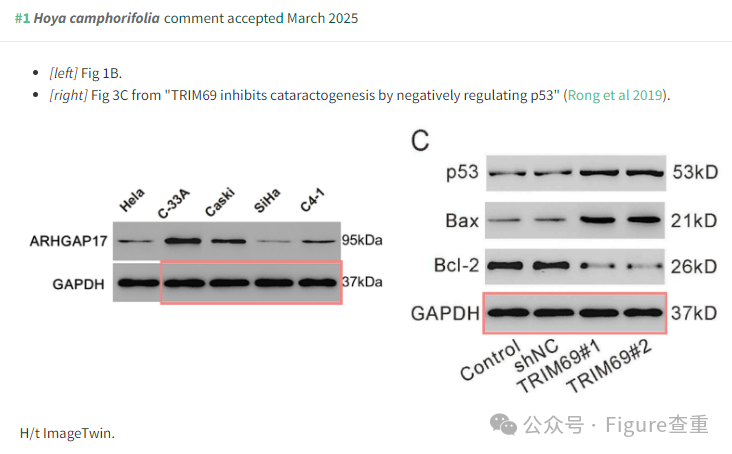 #1 Hoya camphorifolia comment accepted March 2025
• [left] Fig 1B.
• [right] Fig 3C from "TRIM69 inhibits cataractogenesis by negatively regulating p53" (Rong et al 2019).
Hela C-33A Caski SiHa C4-1
ARHGAP17 95kDa
GAPDH 37kDa
C
p53 53kD
Bax 21kD
Bcl-2 26kD
GAPDH 37kD
Control shNC TRIM69#1 TRIM69#2
H/t ImageTwin.
公众号 · Figure查重